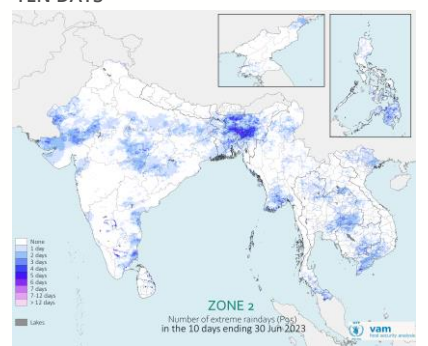 TEN DAYS
None
1 day
2 days
3 days
4 days
5 days
6 days
7 days
7-12 days
>12 days
Lakes
ZONE 2
Number of extreme raindays (P95)
in the 10 days ending 30 Jun 2023
WFP
vam
food security analysis